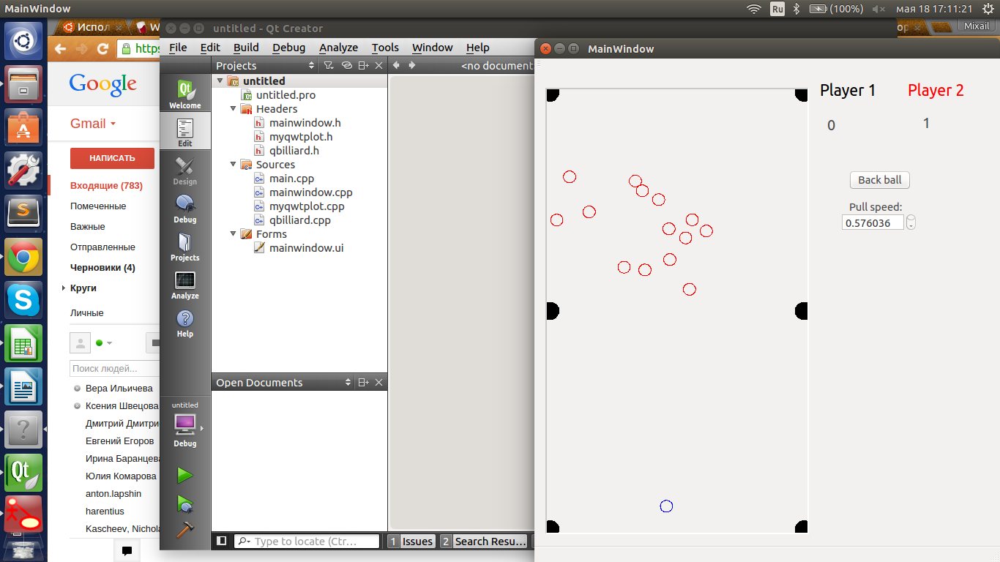 MainWindow
Ru
(100%)
мая 18 17:11:21
Испол
W
untitled - Qt Creator
Mixail
https
File Edit Build Debug Analyze Tools Window Help
MainWindow
Google
Gmail
НАПИСАТЬ
Входящие (783)
Помеченные
Важные
Отправленные
Черновики (4)
Круги
Личные
Поиск людей...
Вера Ильичева
Ксения Швецова
Дмитрий Дмитри
Евгений Егоров
Ирина Баранцева
Юлия Комарова
anton.lapshin
harentius
Kascheev, Nichola
Qt
Welcome
Edit
Design
Debug
Projects
Analyze
Help
untitled
Debug
Projects
<no document
untitled
untitled.pro
Headers
mainwindow.h
myqwtplot.h
qbilliard.h
Sources
main.cpp
mainwindow.cpp
myqwtplot.cpp
qbilliard.cpp
Forms
mainwindow.ui
Open Documents
Type to locate (Ctr...
1 Issues
2 Search Resu...
Player 1 Player 2
0 1
Back ball
Pull speed:
0.576036